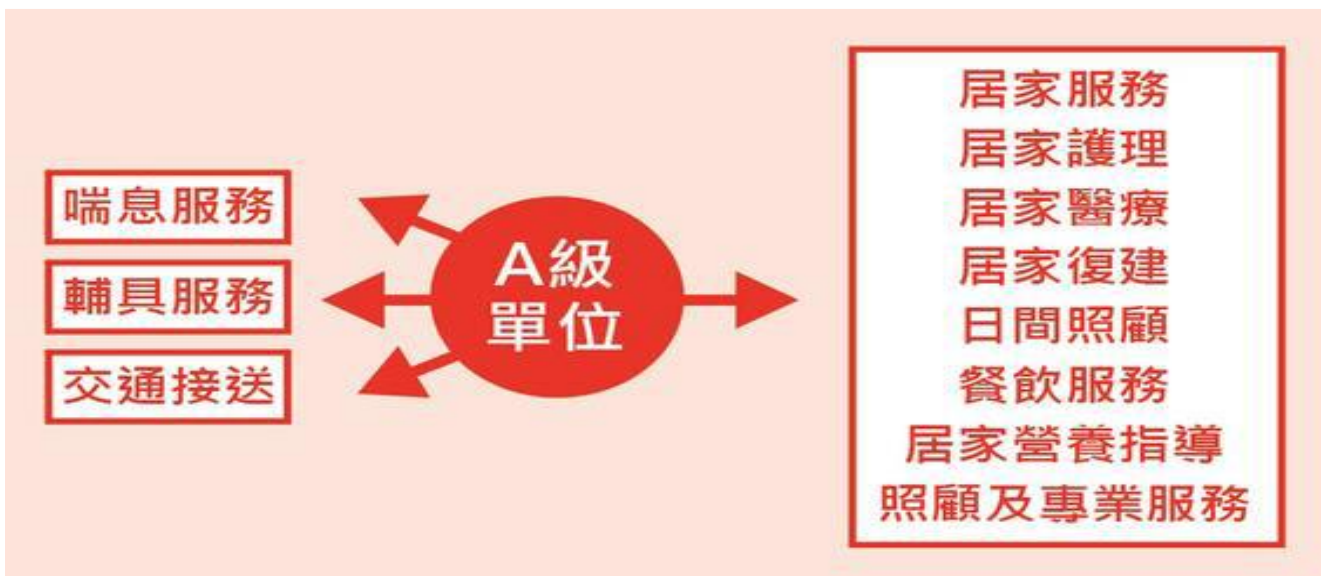 喘息服務
輔具服務
交通接送
A級
單位
居家服務
居家護理
居家醫療
居家復建
日間照顧
餐飲服務
居家營養指導
照顧及專業服務